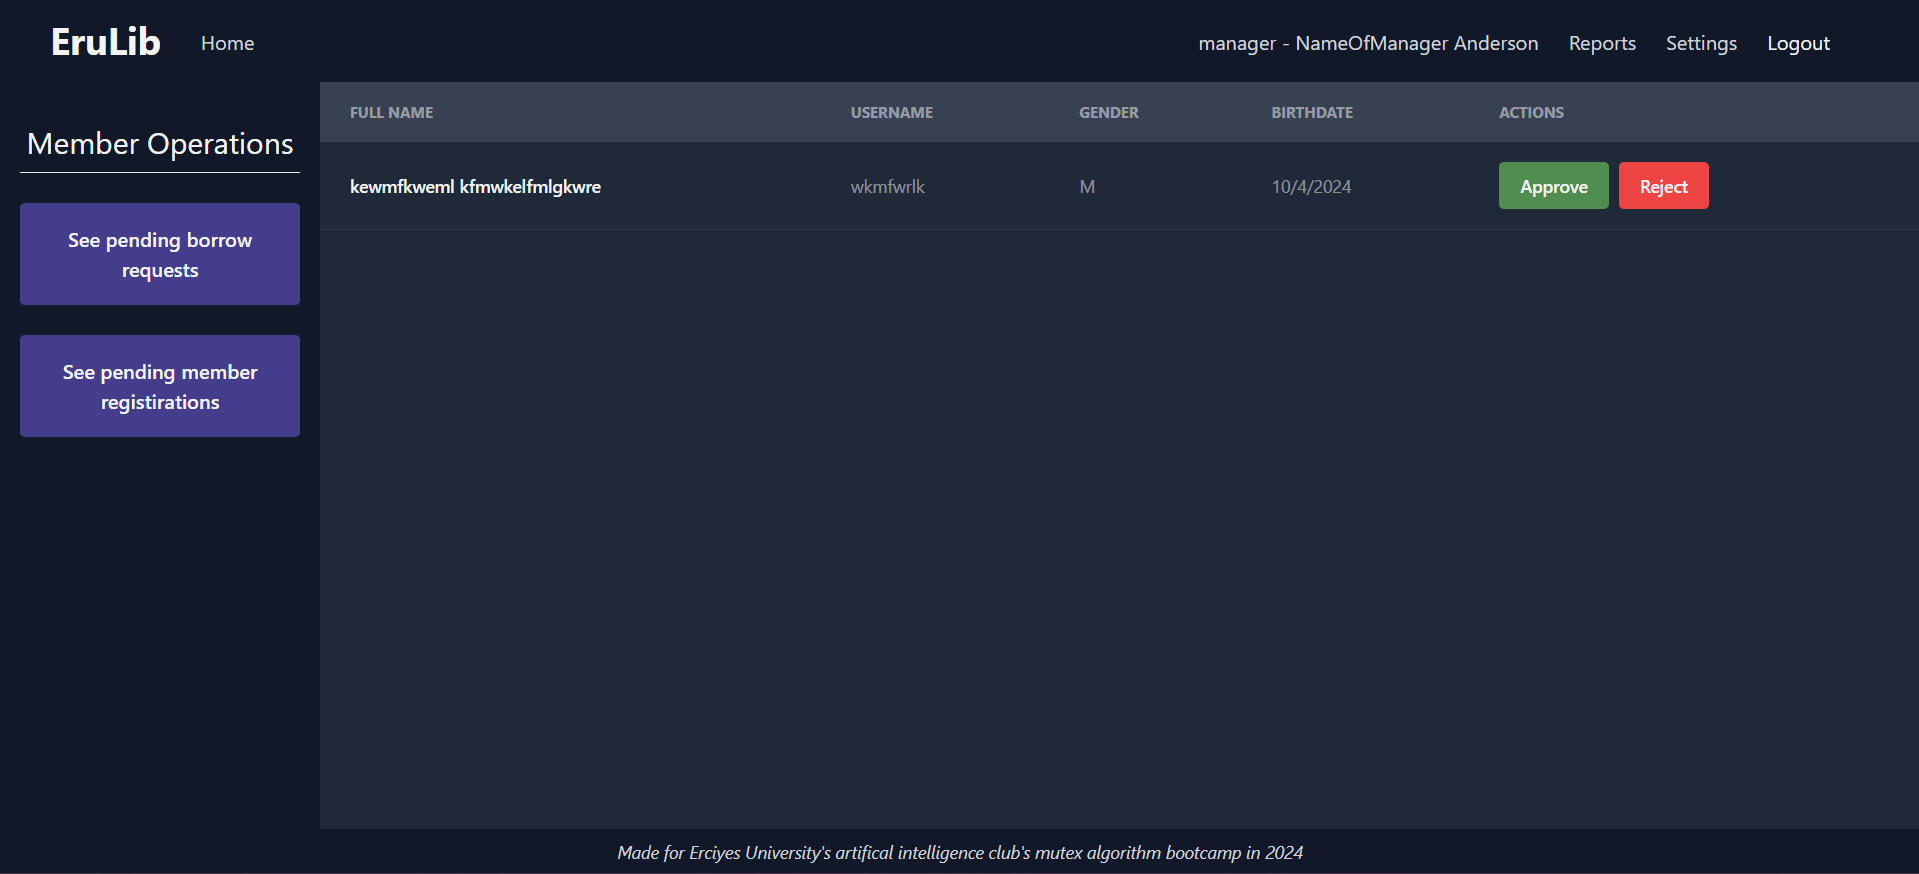 EruLib Home manager - NameOfManager Anderson Reports Settings Logout
Member Operations
See pending borrow
requests
See pending member
registirations
FULL NAME USERNAME GENDER BIRTHDATE ACTIONS
kewmfkweml kfmwkelfmlgkwre wkmfwrlk M 10/4/2024 Approve Reject
Made for Erciyes University's artifical intelligence club's mutex algorithm bootcamp in 2024